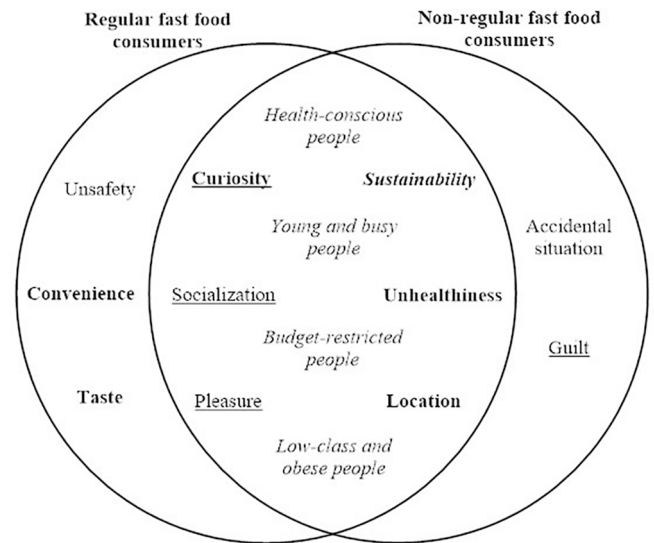 Regular fast food
consumers
Non-regular fast food
consumers
Health-conscious
people
Unsafety
Curiosity
Sustainability
Young and busy
people
Accidental
situation
Convenience
Socialization
Unhealthiness
Budget-restricted
people
Guilt
Taste
Pleasure
Location
Low-class and
obese people